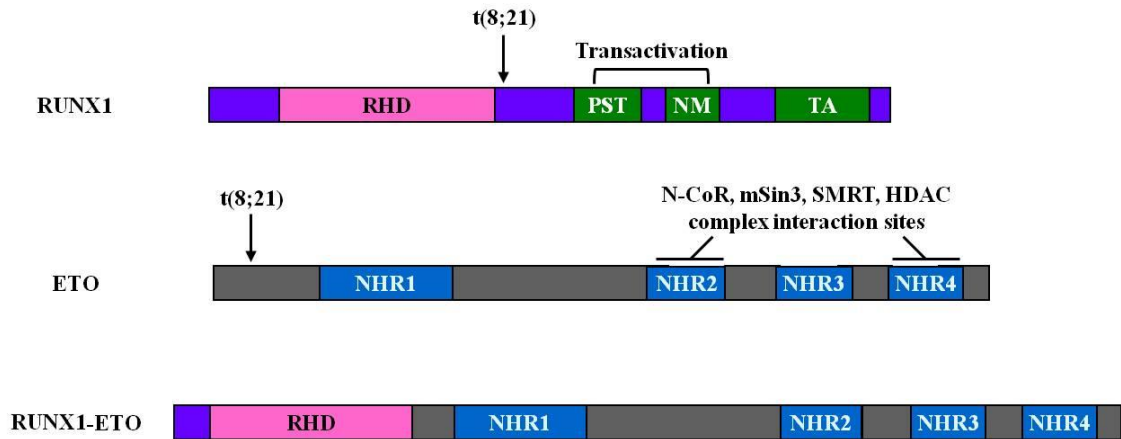 t(8;21)
Transactivation
RUNX1
RHD
PST
NM
TA
t(8;21)
N-CoR, mSin3, SMRT, HDAC
complex interaction sites
ETO
NHR1
NHR2
NHR3
NHR4
RUNX1-ETO
RHD
NHR1
NHR2
NHR3
NHR4